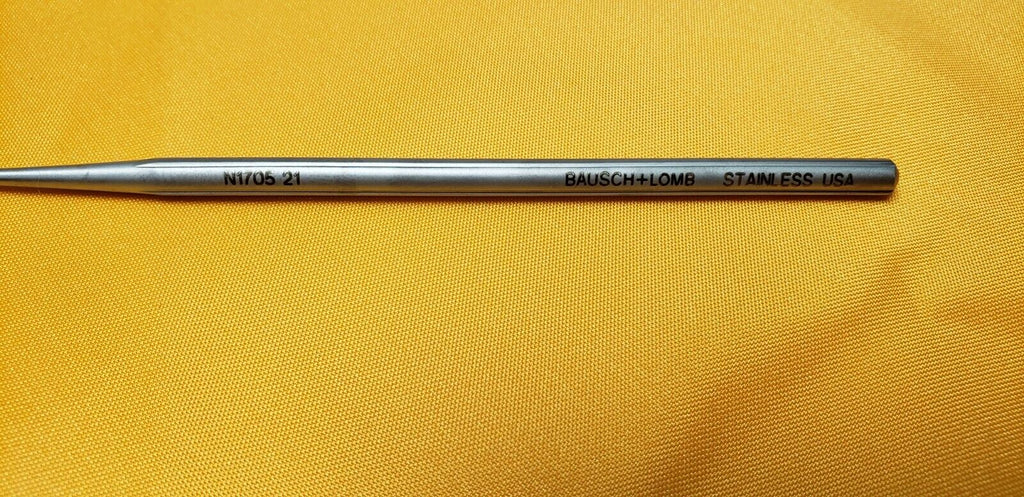 N1705 21 BAUSCH+LOMB STAINLESS USA